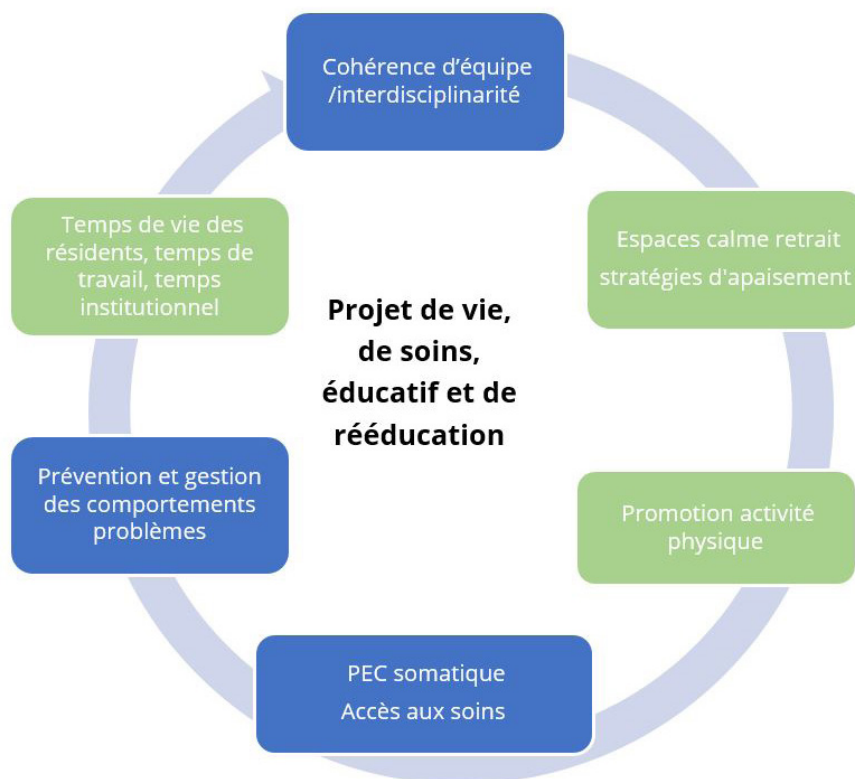 Cohérence d’équipe
/interdisciplinarité
Espaces calme retrait
stratégies d'apaisement
Promotion activité
physique
PEC somatique
Accès aux soins
Prévention et gestion
des comportements
problèmes
Temps de vie des
résidents, temps de
travail, temps
institutionnel
Projet de vie,
de soins,
éducatif et de
rééducation